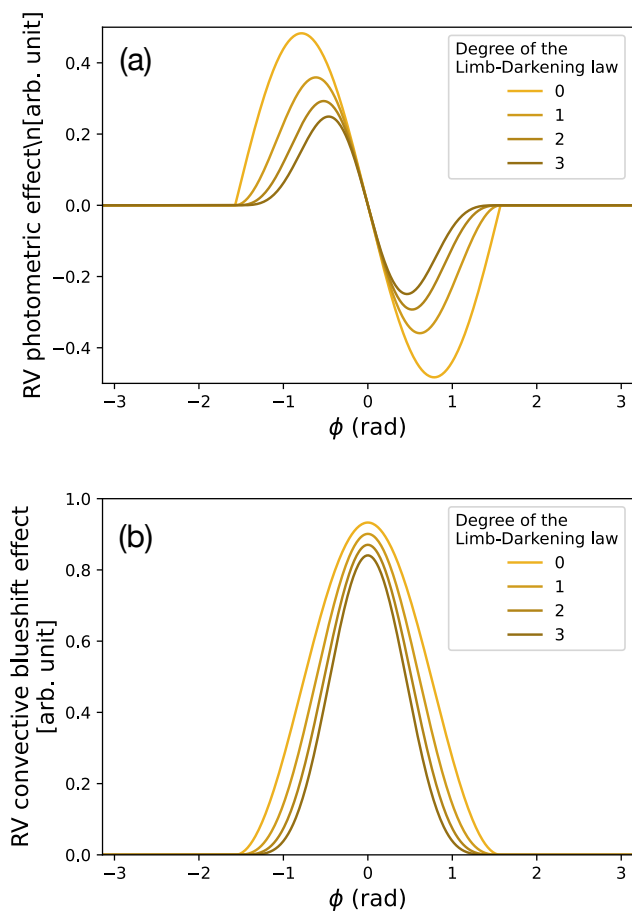 (a)
RV photometric effect\n[arb. unit]
0.4
0.2
0.0
−0.2
−0.4
Degree of the
Limb-Darkening law
0
1
2
3
−3 −2 −1 0 1 2 3
ϕ (rad)
(b)
RV convective blueshift effect
[arb. unit]
1.0
0.8
0.6
0.4
0.2
0.0
Degree of the
Limb-Darkening law
0
1
2
3
−3 −2 −1 0 1 2 3
ϕ (rad)